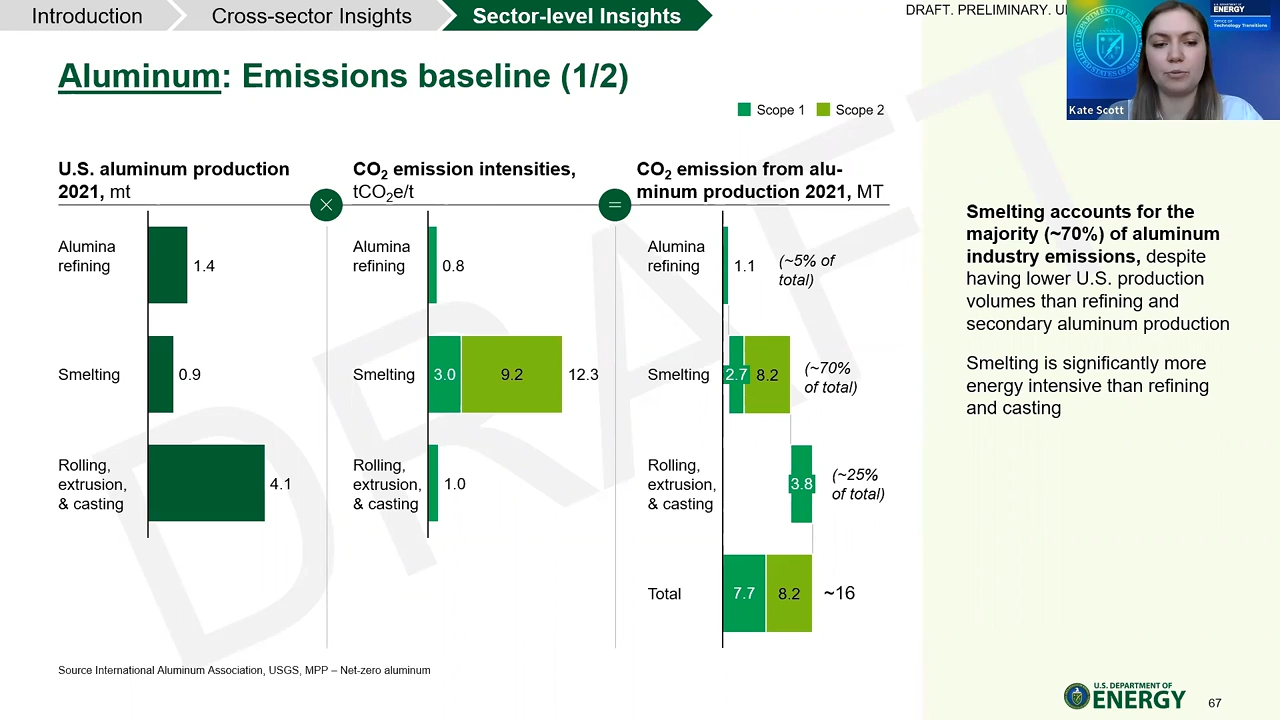 Introduction
Cross-sector Insights
Sector-level Insights
DRAFT. PRELIMINARY.
Aluminum: Emissions baseline (1/2)
Scope 1
Scope 2
U.S. DEPARTMENT OF
ENERGY
OFFICE OF
Technology Transitions
Kate Scott
U.S. aluminum production
2021, mt
×
CO₂ emission intensities,
tCO₂e/t
=
CO₂ emission from alu-
minum production 2021, MT
Alumina
refining
1.4
Smelting
0.9
Rolling,
extrusion,
& casting
4.1
Alumina
refining
0.8
Smelting
3.0
9.2
12.3
Rolling,
extrusion,
& casting
1.0
Alumina
refining
1.1
(~5% of
total)
Smelting
2.7
8.2
(~70%
of total)
Rolling,
extrusion,
& casting
3.8
(~25%
of total)
Total
7.7
8.2
~16
Smelting accounts for the
majority (~70%) of aluminum
industry emissions, despite
having lower U.S. production
volumes than refining and
secondary aluminum production
Smelting is significantly more
energy intensive than refining
and casting
DRAFT
Source International Aluminum Association, USGS, MPP – Net-zero aluminum
U.S. DEPARTMENT OF
ENERGY
67